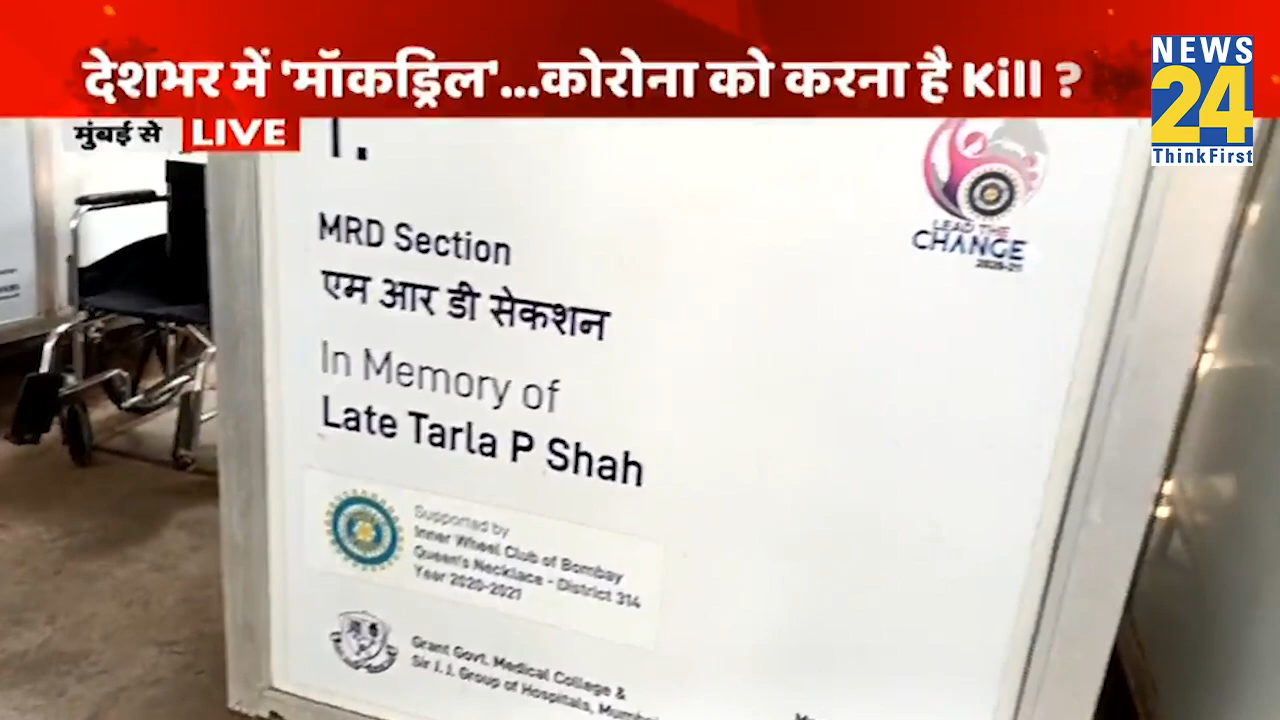 देशभर में 'मॉकड्रिल'...कोरोना को करना है Kill ?
NEWS
24
ThinkFirst
मुंबई से LIVE
1.
LEAD THE
CHANGE
2020-21
MRD Section
एम आर डी सेकशन
In Memory of
Late Tarla P Shah
Supported by
Inner Wheel Club of Bombay
Queen's Necklace - District 314
Year 2020-2021
Grant Govt. Medical College &
Sir J. J. Group of Hospitals,